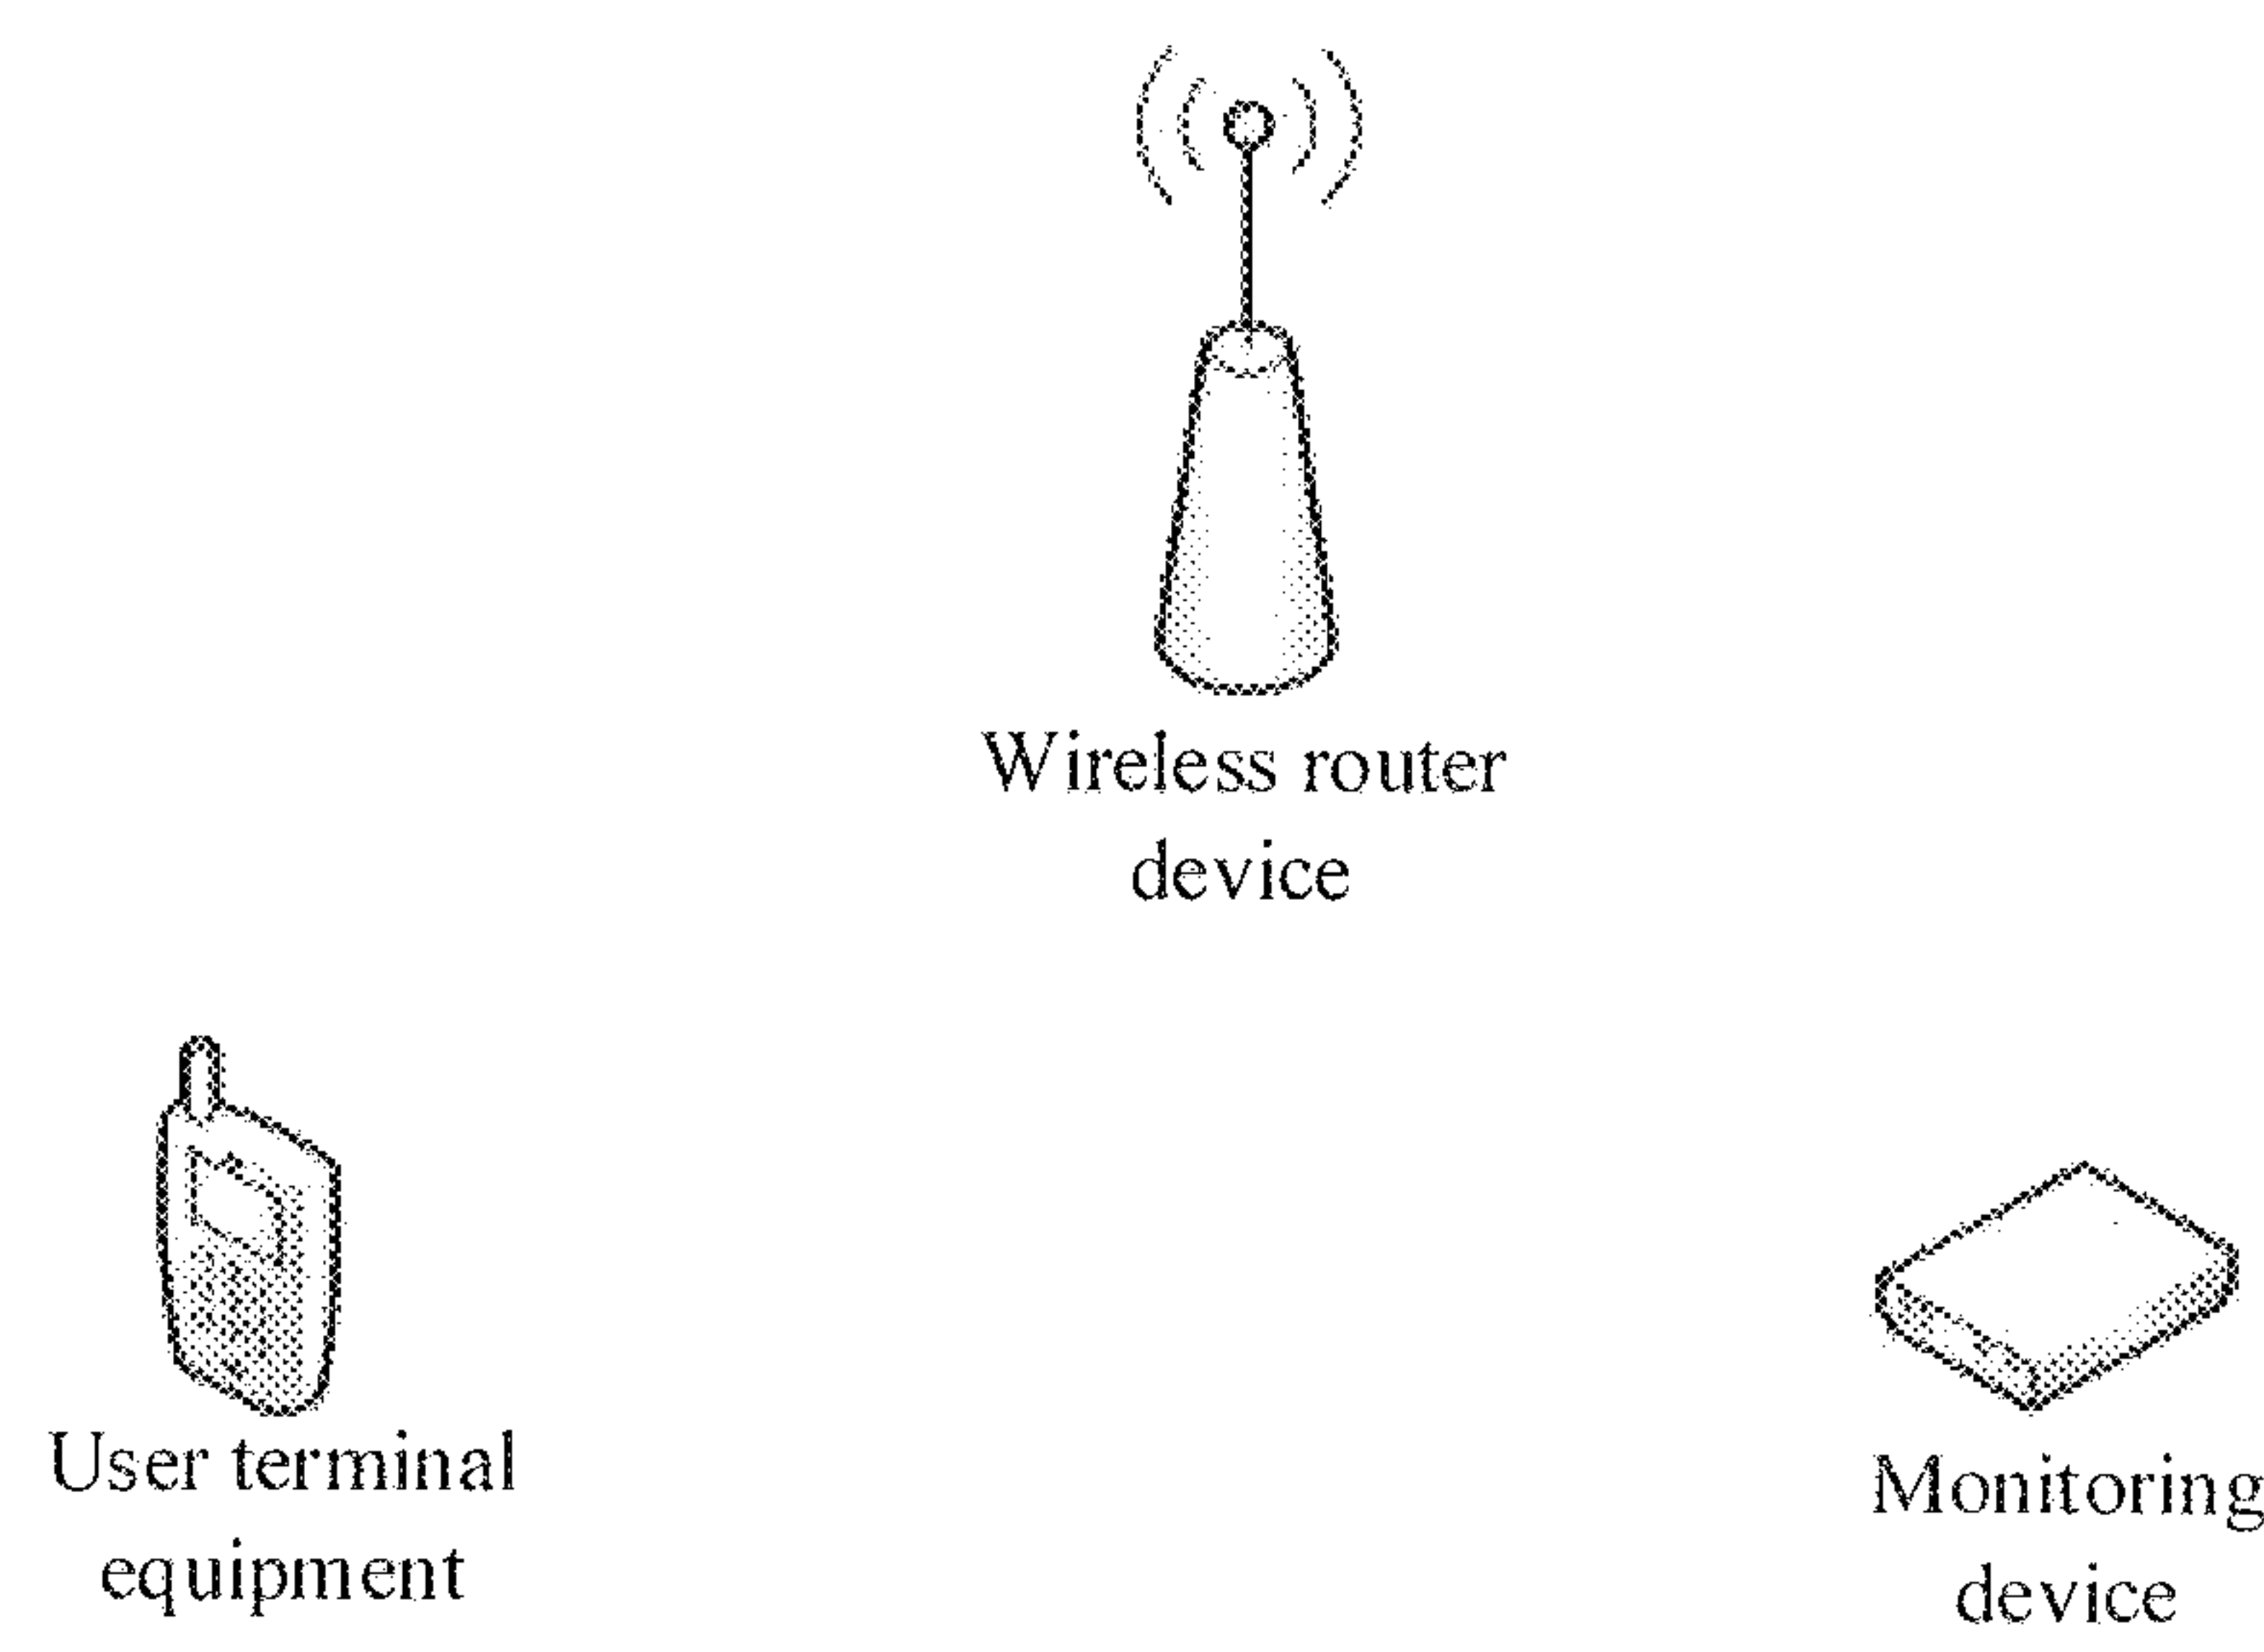 Wireless router
device
User terminal
equipment
Monitoring
device